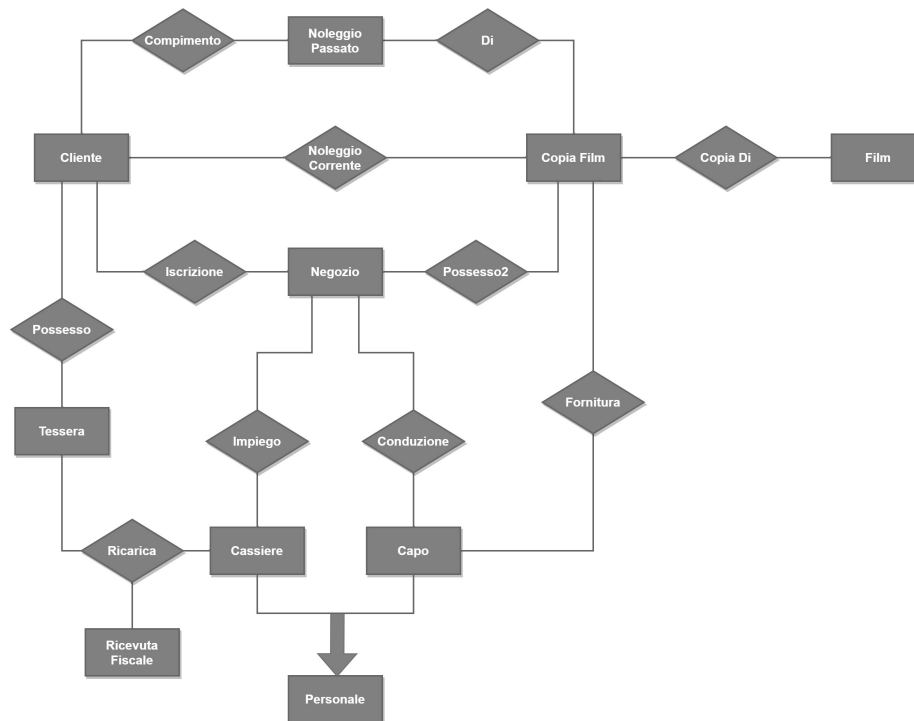 Compimento
Noleggio
Passato
Di
Cliente
Noleggio
Corrente
Copia Film
Copia Di
Film
Iscrizione
Negozio
Possesso2
Possesso
Tessera
Impiego
Conduzione
Fornitura
Ricarica
Cassiere
Capo
Ricevuta
Fiscale
Personale